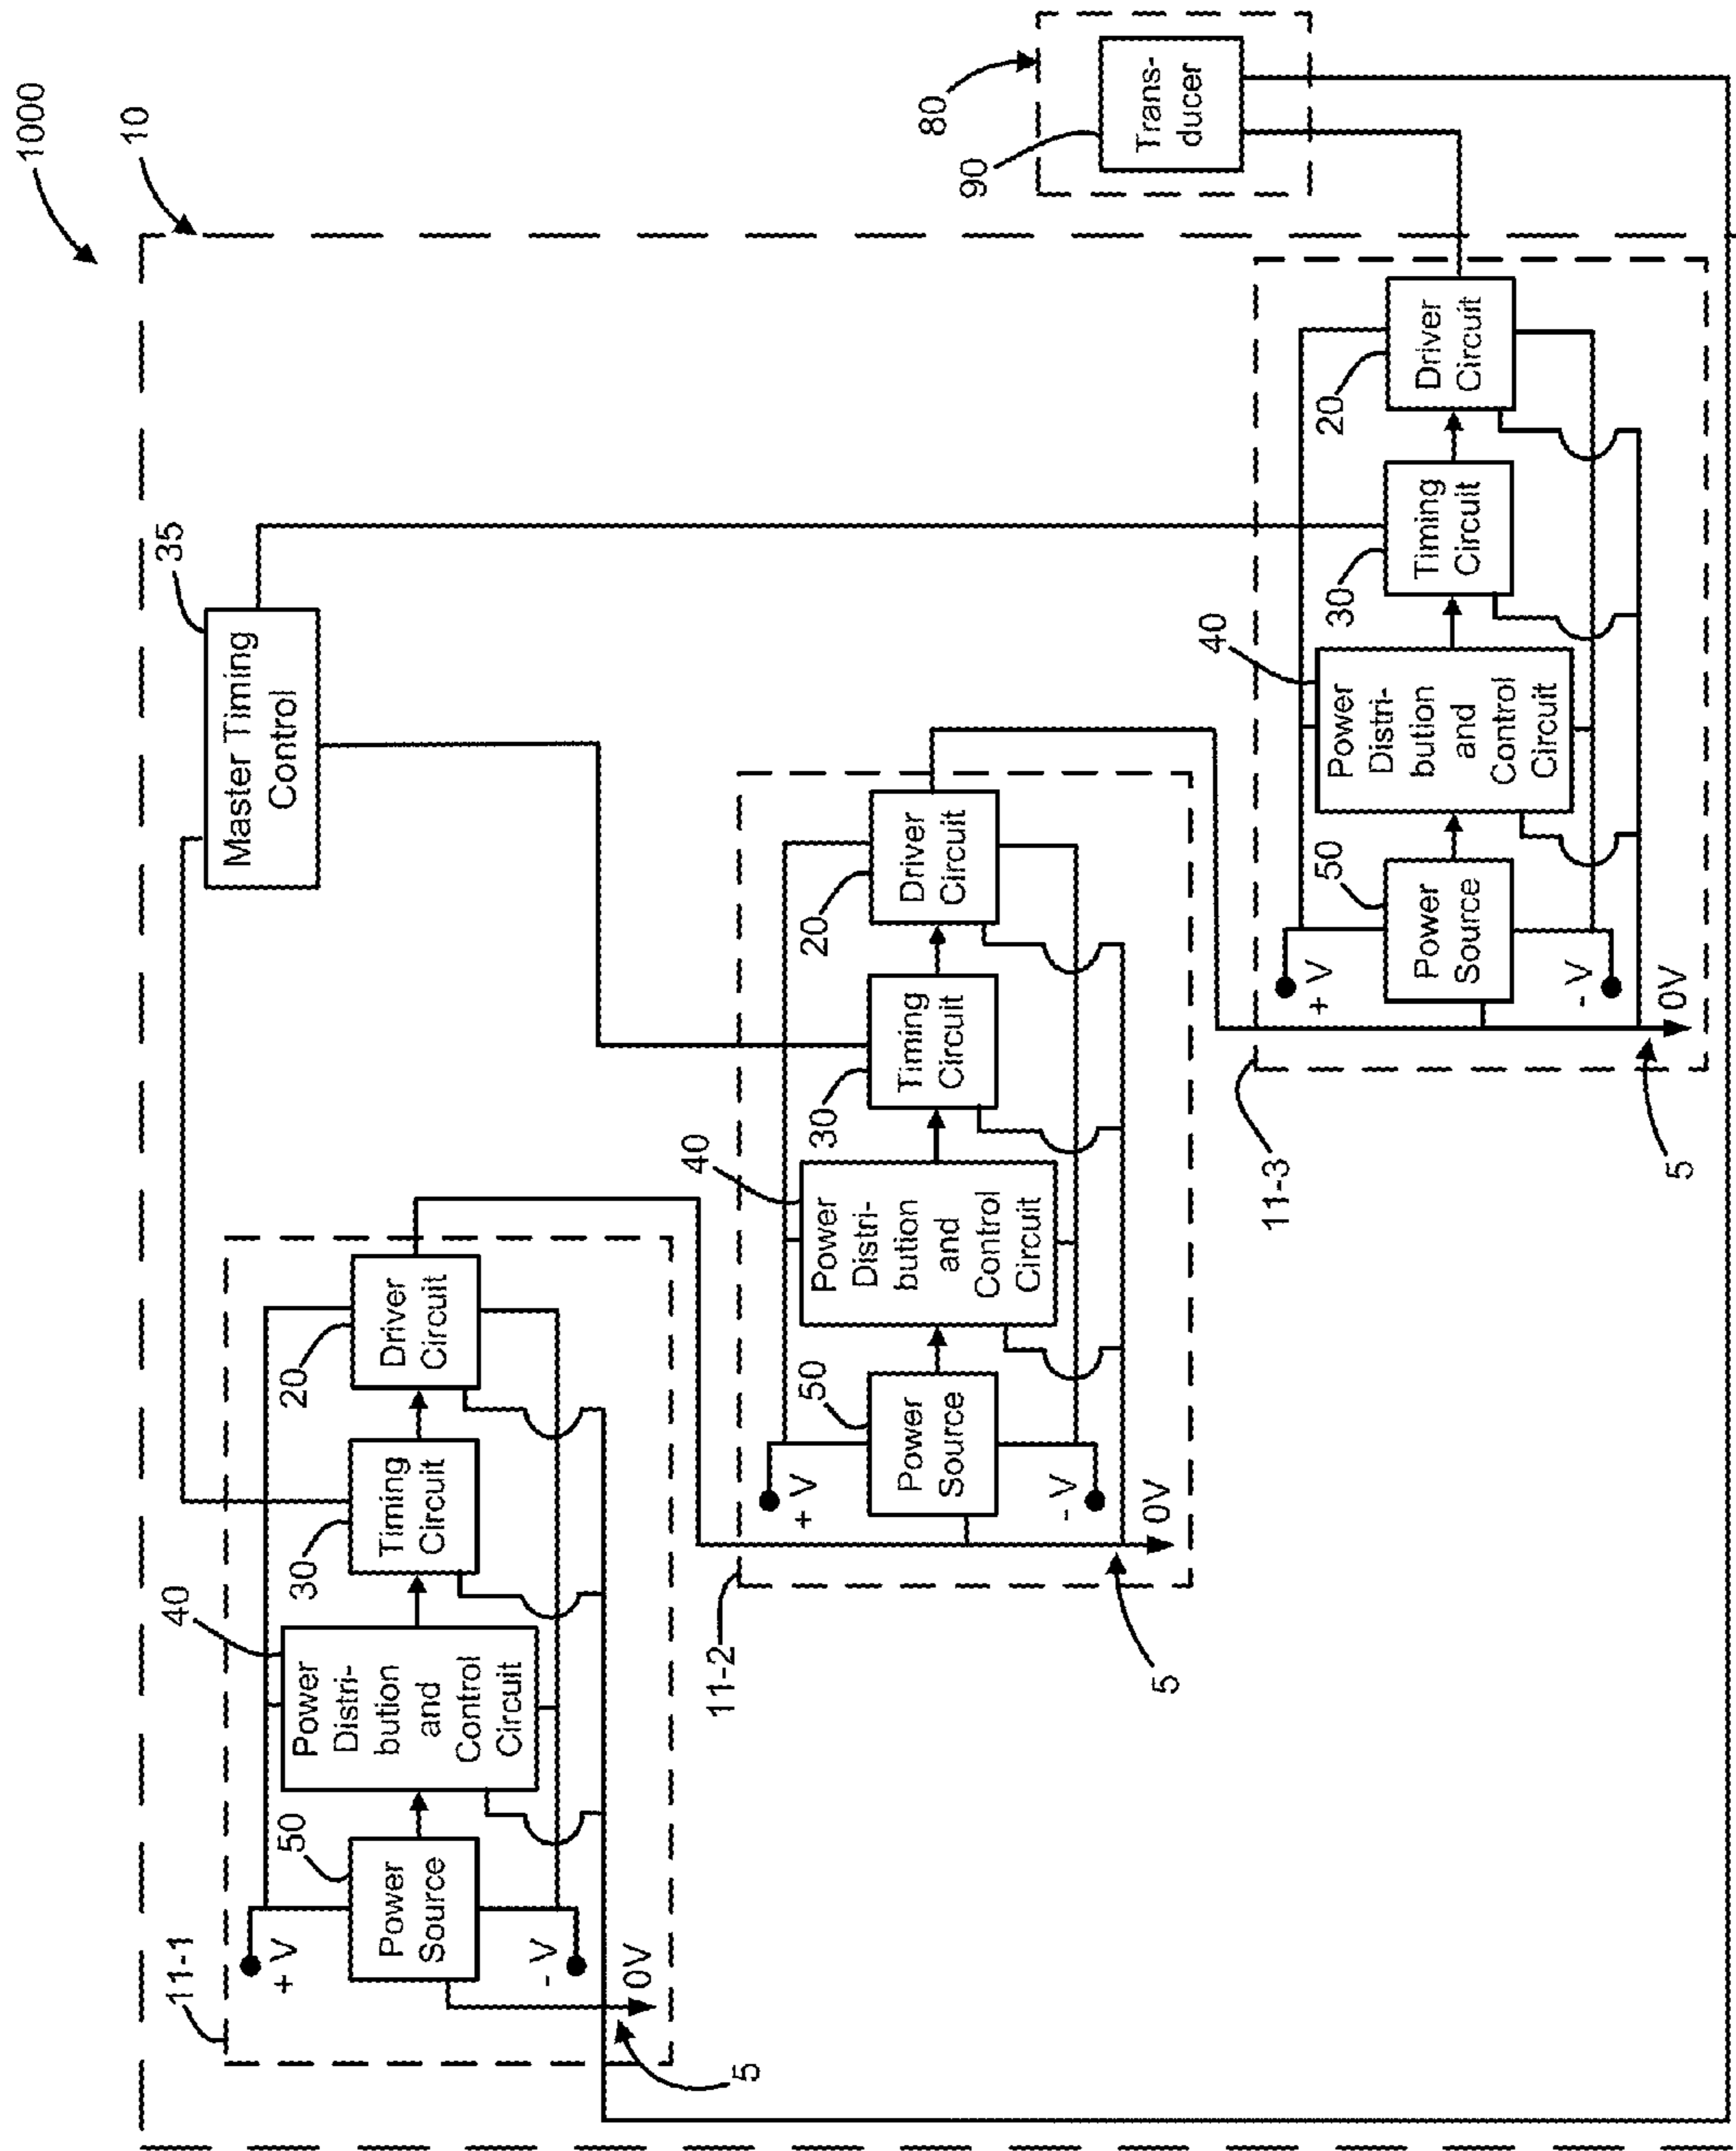 1000
10
35
Master Timing
Control
11-1
+ V
- V
0V
5
50
Power
Source
40
Power
Distri-
bution
and
Control
Circuit
30
Timing
Circuit
20
Driver
Circuit
11-2
+ V
- V
0V
5
50
Power
Source
40
Power
Distri-
bution
and
Control
Circuit
30
Timing
Circuit
20
Driver
Circuit
11-3
+ V
- V
0V
5
50
Power
Source
40
Power
Distri-
bution
and
Control
Circuit
30
Timing
Circuit
20
Driver
Circuit
80
90
Trans-
ducer